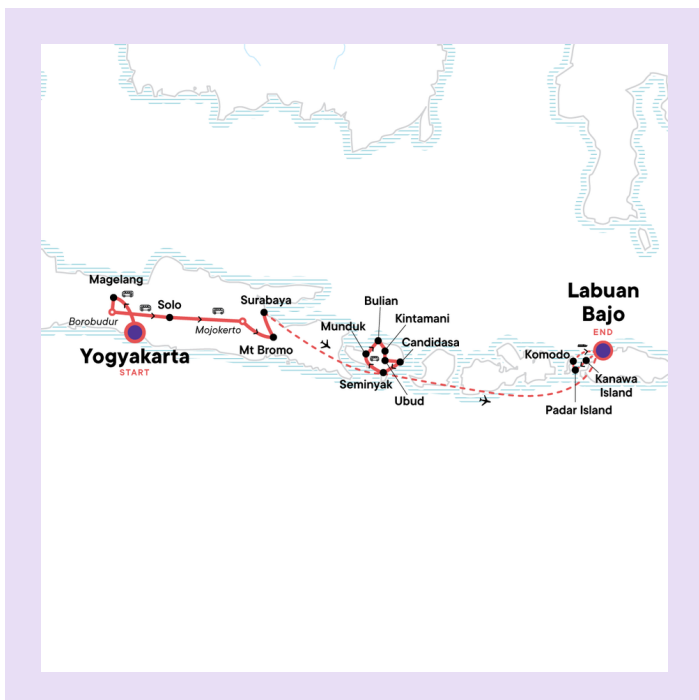 Magelang
Solo
Borobudur
Mojokerto
Surabaya
Mt Bromo
Yogyakarta
START
Bulian
Kintamani
Munduk
Candidasa
Seminyak
Ubud
Labuan
Bajo
END
Komodo
Kanawa
Island
Padar Island